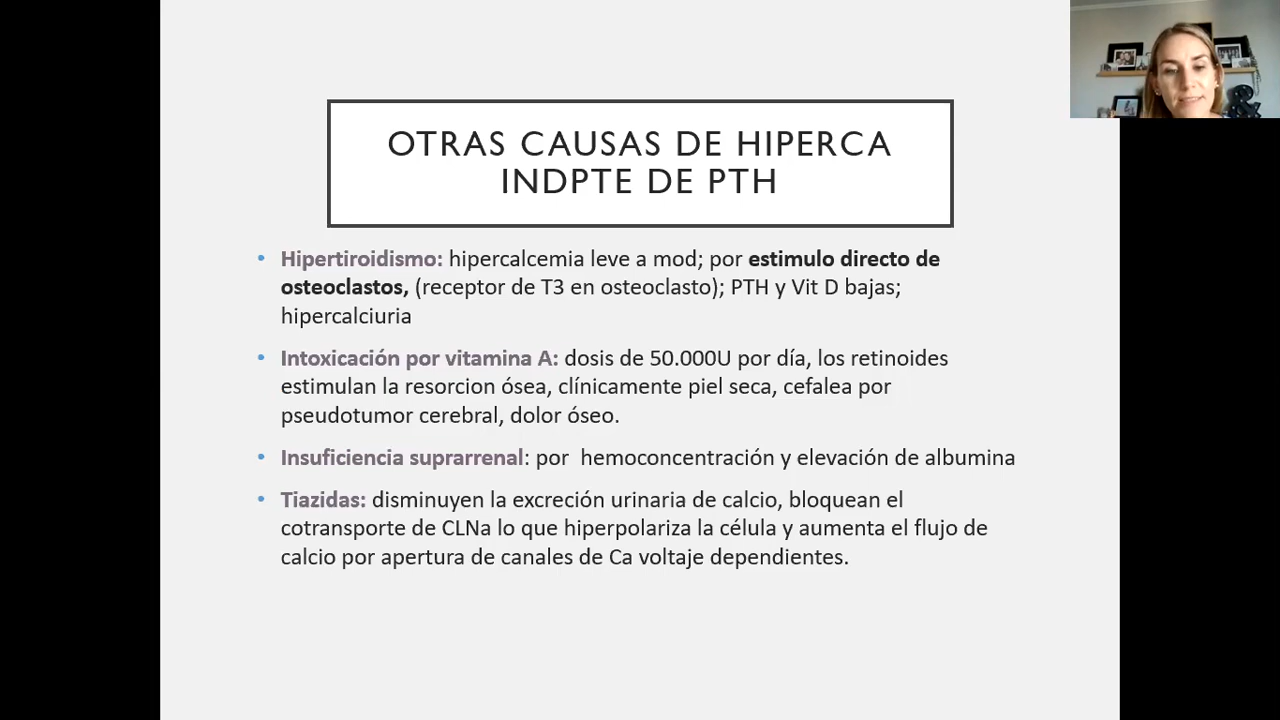 OTRAS CAUSAS DE HIPERCA
INDPTE DE PTH
• Hipertiroidismo: hipercalcemia leve a mod; por estimulo directo de
osteoclastos, (receptor de T3 en osteoclasto); PTH y Vit D bajas;
hipercalciuria
• Intoxicación por vitamina A: dosis de 50.000U por día, los retinoides
estimulan la resorcion ósea, clínicamente piel seca, cefalea por
pseudotumor cerebral, dolor óseo.
• Insuficiencia suprarrenal: por  hemoconcentración y elevación de albumina
• Tiazidas: disminuyen la excreción urinaria de calcio, bloquean el
cotransporte de CLNa lo que hiperpolariza la célula y aumenta el flujo de
calcio por apertura de canales de Ca voltaje dependientes.